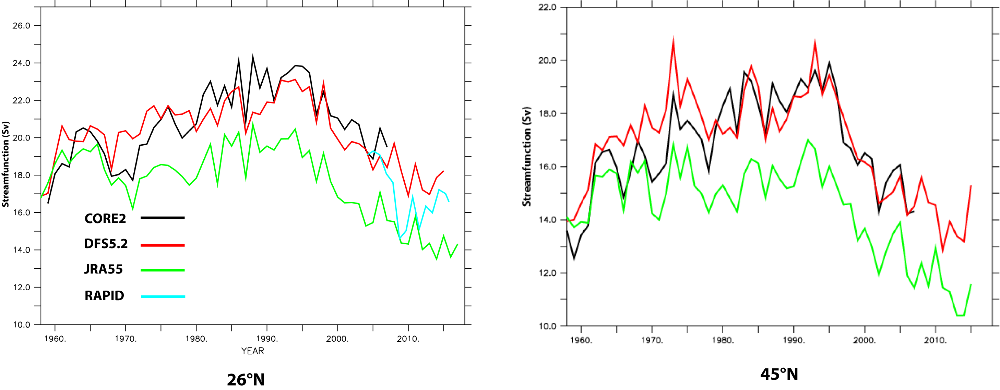 Streamfunction (Sv)
26.0
24.0
22.0
20.0
18.0
16.0
14.0
12.0
10.0
CORE2
DFS5.2
JRA55
RAPID
1960. 1970. 1980. 1990. 2000. 2010.
YEAR
26°N
Streamfunction (Sv)
22.0
20.0
18.0
16.0
14.0
12.0
10.0
1960. 1970. 1980. 1990. 2000. 2010.
45°N